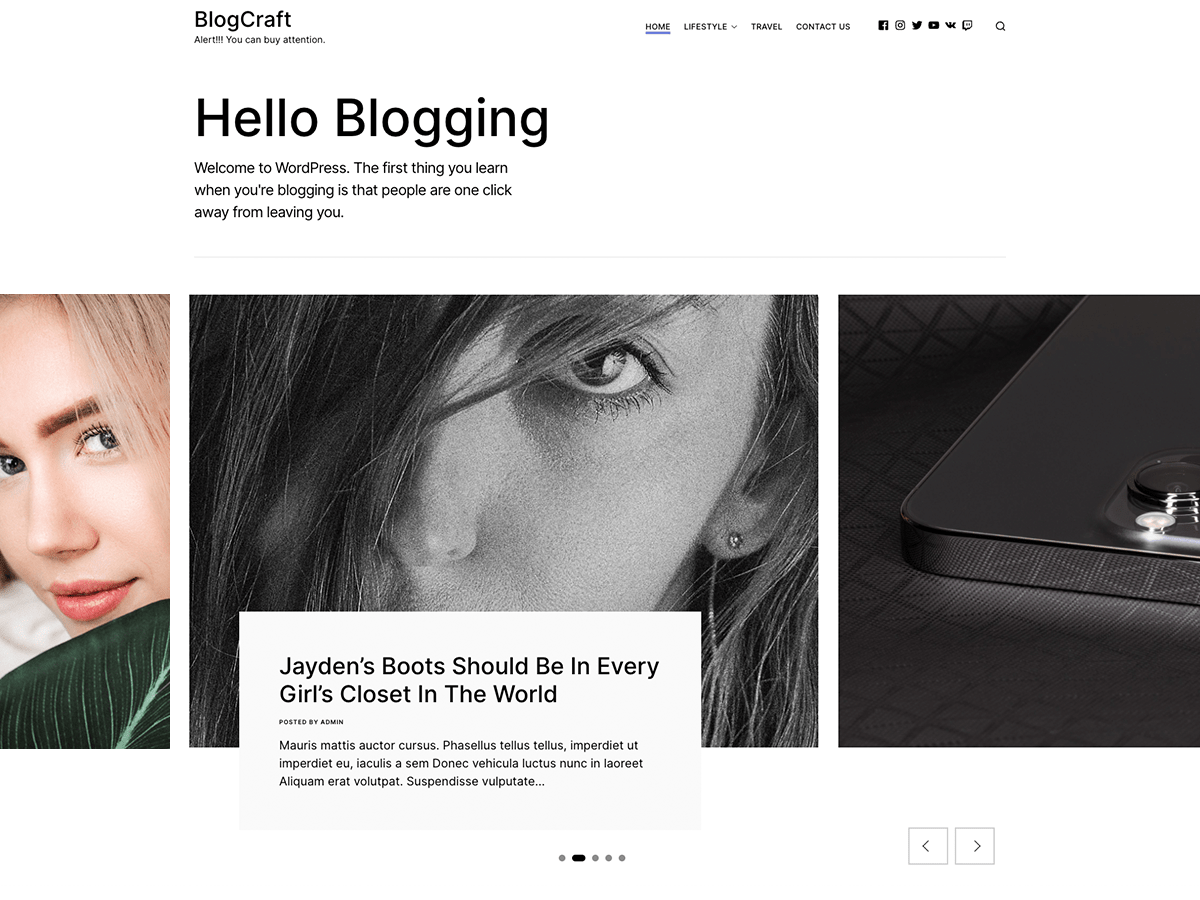 BlogCraft
Alert!!! You can buy attention.
HOME LIFESTYLE TRAVEL CONTACT US
Hello Blogging
Welcome to WordPress. The first thing you learn
when you're blogging is that people are one click
away from leaving you.
Jayden’s Boots Should Be In Every
Girl’s Closet In The World
POSTED BY ADMIN
Mauris mattis auctor cursus. Phasellus tellus tellus, imperdiet ut
imperdiet eu, iaculis a sem Donec vehicula luctus nunc in laoreet
Aliquam erat volutpat. Suspendisse vulputate...